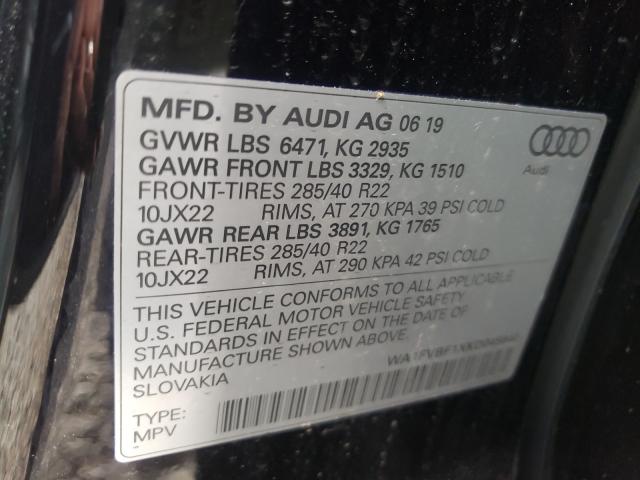 MFD. BY AUDI AG 06 19
GVWR LBS 6471, KG 2935
GAWR FRONT LBS 3329, KG 1510
FRONT-TIRES 285/40 R22
10JX22 RIMS, AT 270 KPA 39 PSI COLD
GAWR REAR LBS 3891, KG 1765
REAR-TIRES 285/40 R22
10JX22 RIMS, AT 290 KPA 42 PSI COLD
THIS VEHICLE CONFORMS TO ALL APPLICABLE
U.S. FEDERAL MOTOR VEHICLE SAFETY
STANDARDS IN EFFECT ON THE DATE OF
MANUFACTURE SHOWN ABOVE.
SLOVAKIA
TYPE:
MPV
Audi